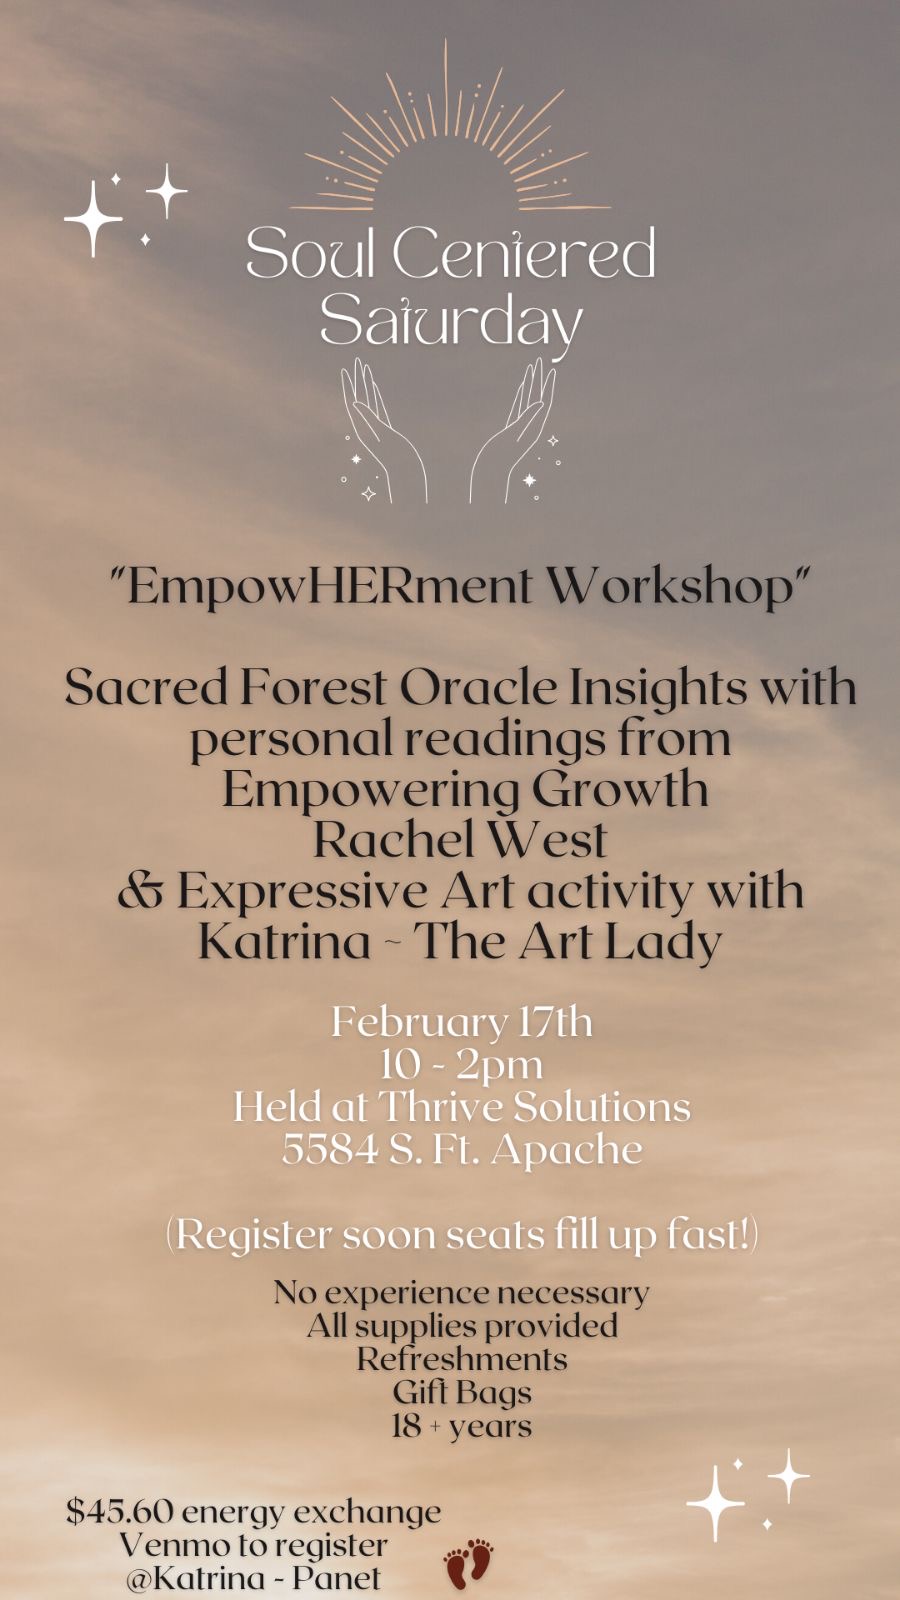 Soul Centered
Saturday
"EmpowHERment Workshop"
Sacred Forest Oracle Insights with
personal readings from
Empowering Growth
Rachel West
& Expressive Art activity with
Katrina ~ The Art Lady
February 17th
10 - 2pm
Held at Thrive Solutions
5584 S. Ft. Apache
(Register soon seats fill up fast!)
No experience necessary
All supplies provided
Refreshments
Gift Bags
18 + years
$45.60 energy exchange
Venmo to register
@Katrina - Panet